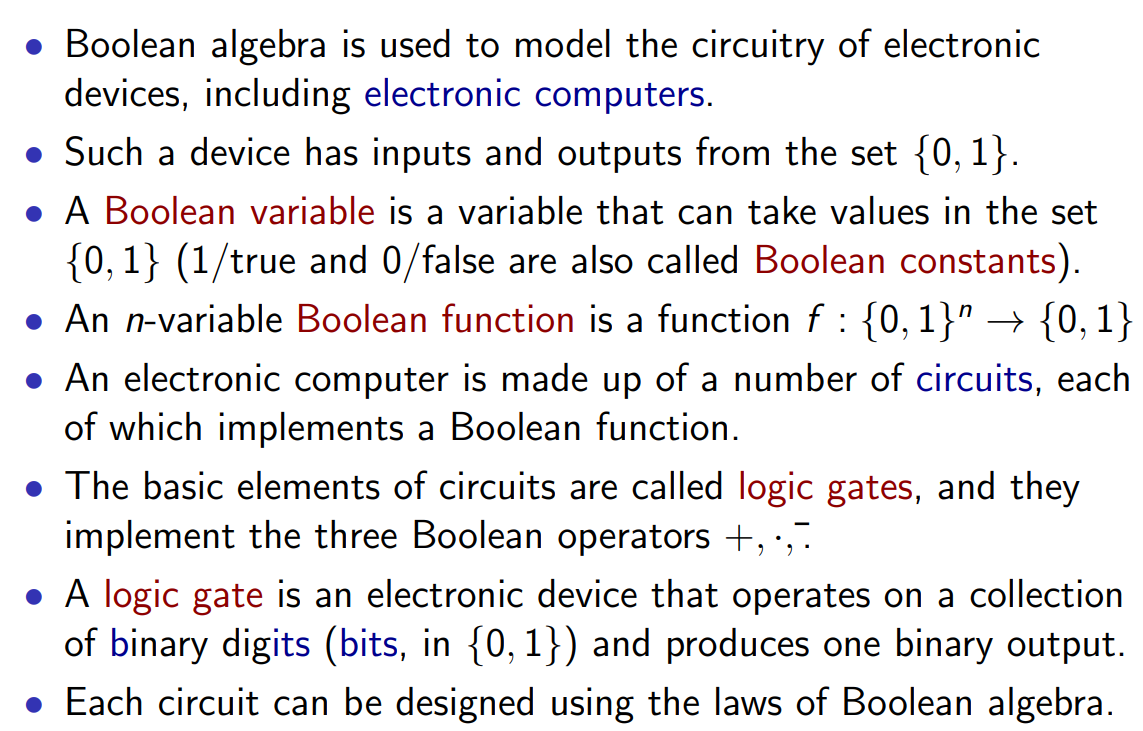 • Boolean algebra is used to model the circuitry of electronic
devices, including electronic computers.
• Such a device has inputs and outputs from the set {0, 1}.
• A Boolean variable is a variable that can take values in the set
{0, 1} (1/true and 0/false are also called Boolean constants).
• An n-variable Boolean function is a function f : {0, 1}ⁿ → {0, 1}
• An electronic computer is made up of a number of circuits, each
of which implements a Boolean function.
• The basic elements of circuits are called logic gates, and they
implement the three Boolean operators +, ·, ¯.
• A logic gate is an electronic device that operates on a collection
of binary digits (bits, in {0, 1}) and produces one binary output.
• Each circuit can be designed using the laws of Boolean algebra.